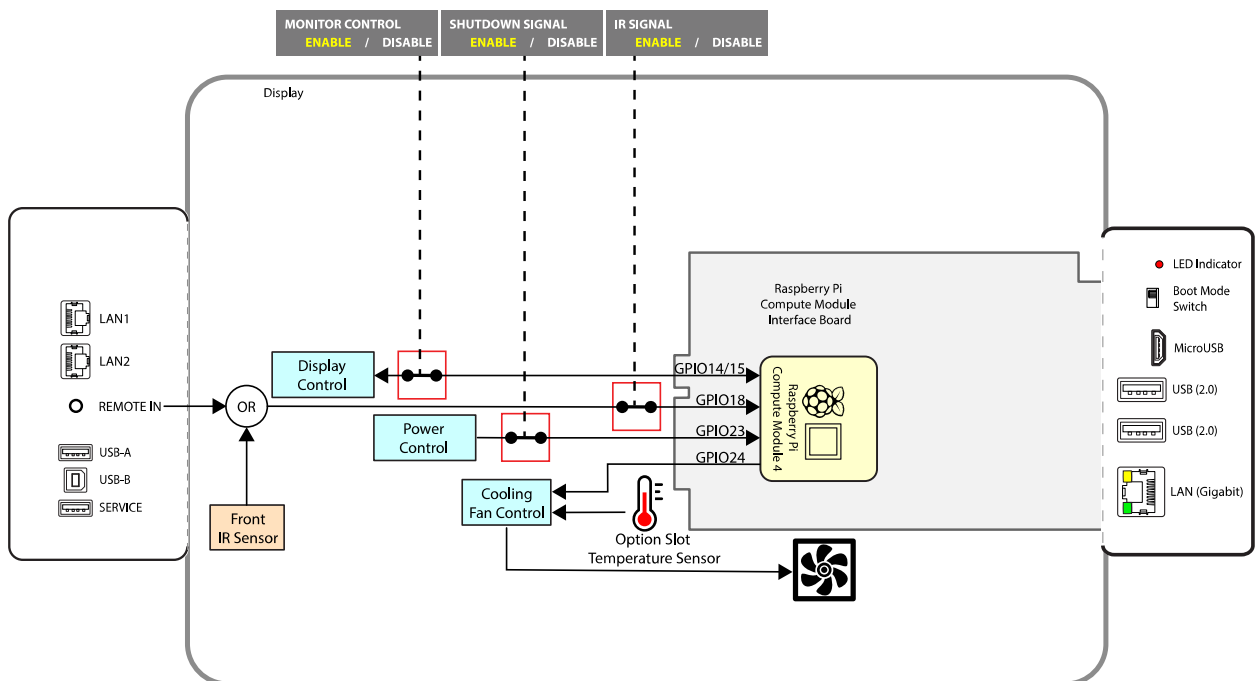 MONITOR CONTROL
ENABLE / DISABLE
SHUTDOWN SIGNAL
ENABLE / DISABLE
IR SIGNAL
ENABLE / DISABLE
Display
LAN1
LAN2
REMOTE IN
USB-A
USB-B
SERVICE
OR
Front
IR Sensor
Display
Control
Power
Control
Cooling
Fan Control
Option Slot
Temperature Sensor
Raspberry Pi
Compute Module
Interface Board
GPIO14/15
GPIO18
GPIO23
GPIO24
Raspberry Pi
Compute Module 4
LED Indicator
Boot Mode
Switch
MicroUSB
USB (2.0)
USB (2.0)
LAN (Gigabit)